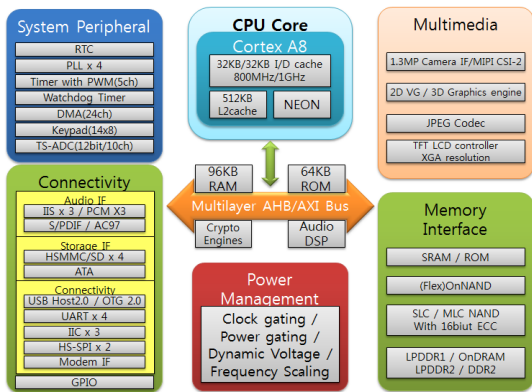 System Peripheral
RTC
PLL x 4
Timer with PWM(5ch)
Watchdog Timer
DMA(24ch)
Keypad(14x8)
TS-ADC(12bit/10ch)
CPU Core
Cortex A8
32KB/32KB I/D cache
800MHz/1GHz
512KB
L2cache
NEON
Multimedia
1.3MP Camera IF/MIPI CSI-2
2D VG / 3D Graphics engine
JPEG Codec
TFT LCD controller
XGA resolution
Connectivity
Audio IF
IIS x 3 / PCM X3
S/PDIF / AC97
Storage IF
HSMMC/SD x 4
ATA
Connectivity
USB Host2.0 / OTG 2.0
UART x 4
IIC x 3
HS-SPI x 2
Modem IF
GPIO
96KB
RAM
64KB
ROM
Multilayer AHB/AXI Bus
Crypto
Engines
Audio
DSP
Power
Management
Clock gating /
Power gating /
Dynamic Voltage /
Frequency Scaling
Memory
Interface
SRAM / ROM
(Flex)OnNAND
SLC / MLC NAND
With 16biut ECC
LPDDR1 / OnDRAM
LPDDR2 / DDR2